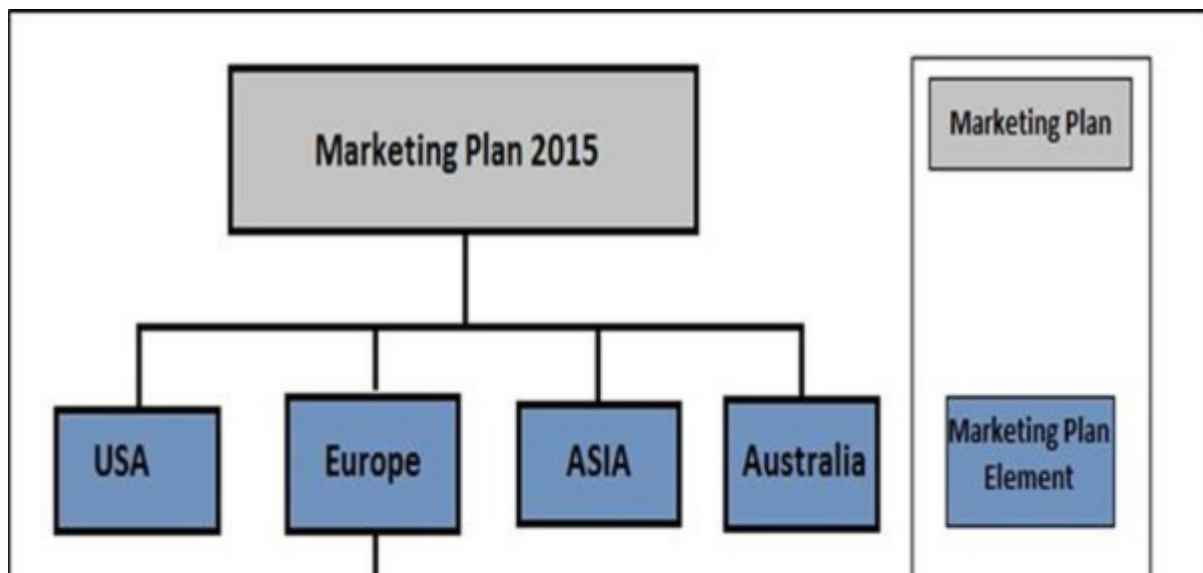 Marketing Plan 2015
Marketing Plan
USA
Europe
ASIA
Australia
Marketing Plan
Element